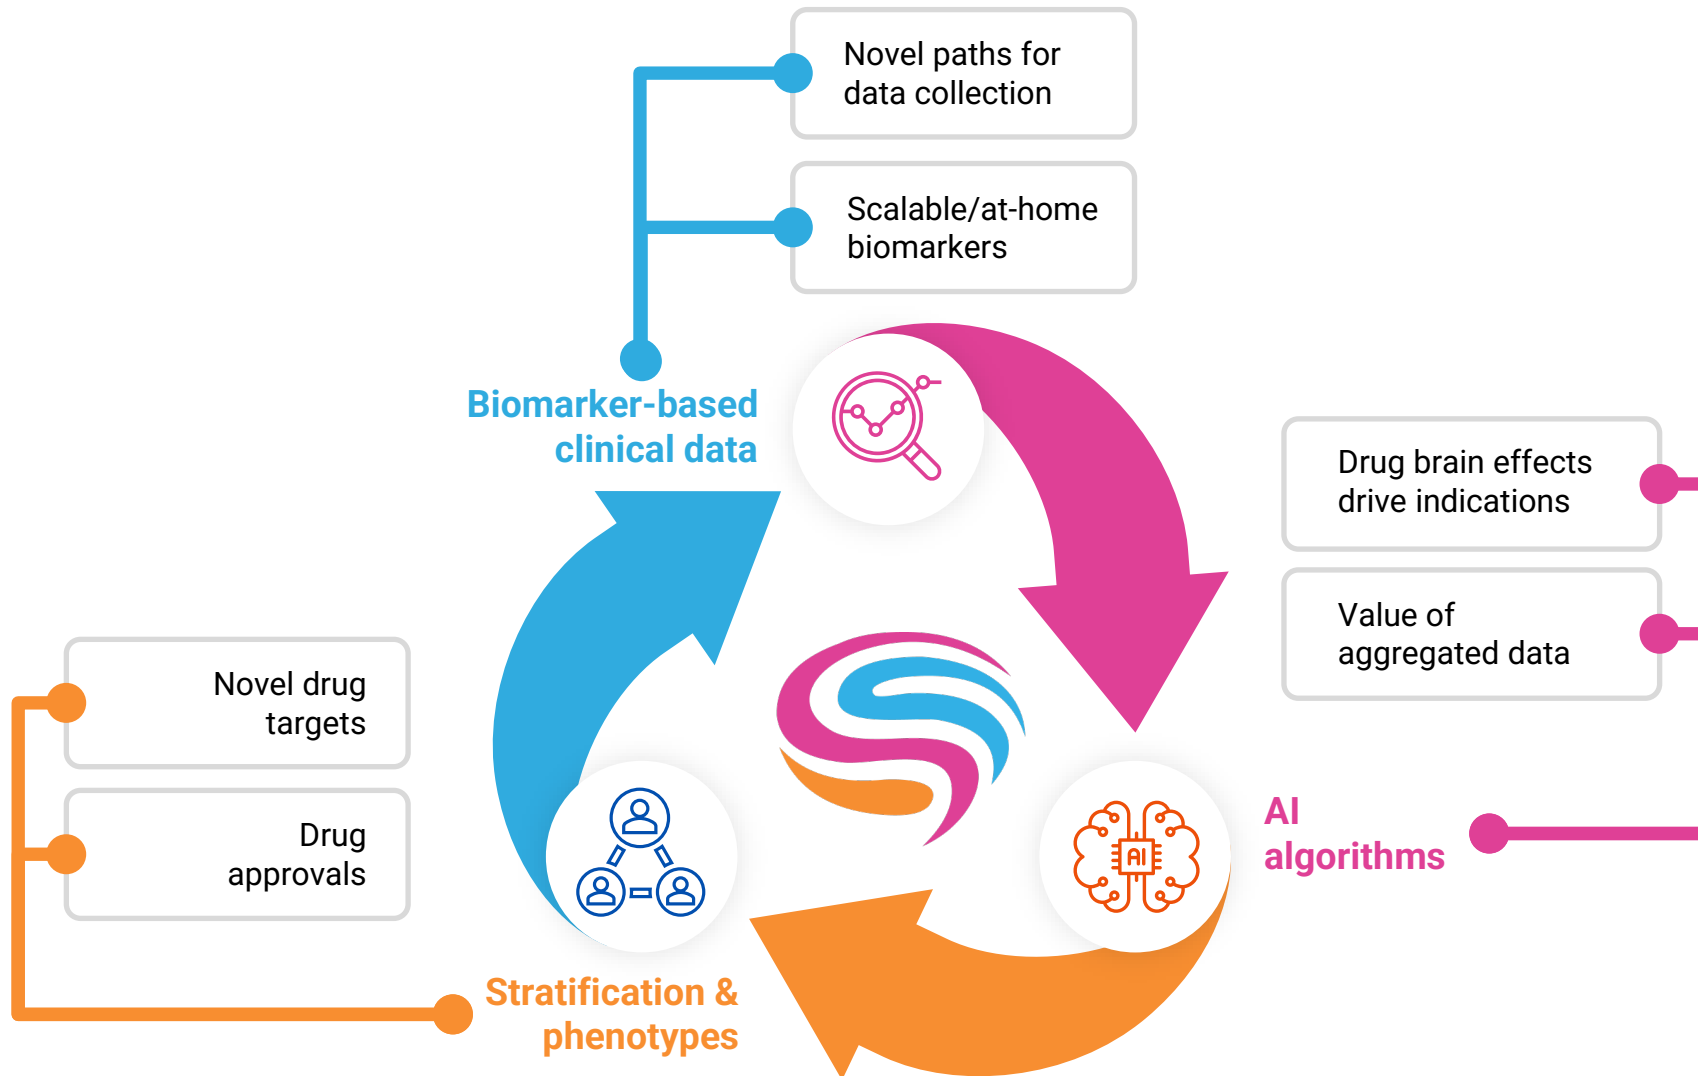 Novel paths for
data collection
Scalable/at-home
biomarkers
Biomarker-based
clinical data
Drug brain effects
drive indications
Value of
aggregated data
Novel drug
targets
Drug
approvals
AI
AI
algorithms
Stratification &
phenotypes